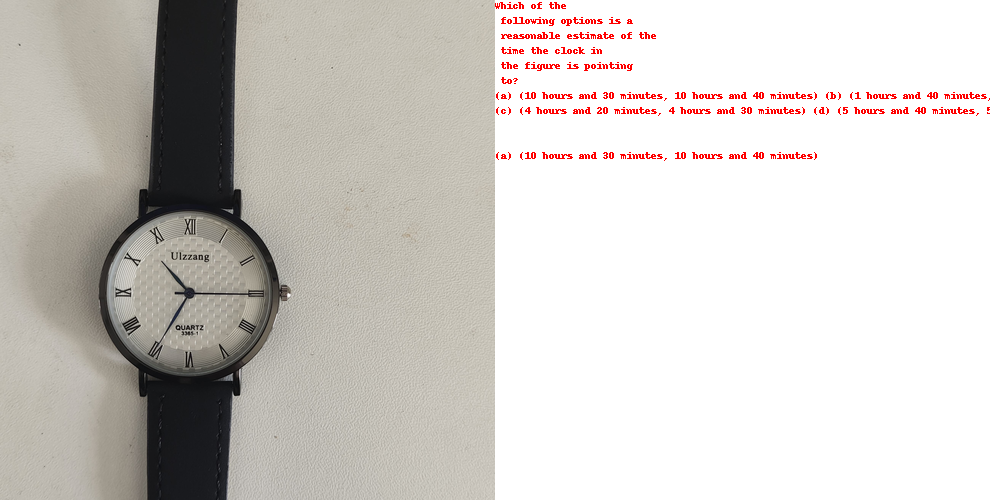 XII
XI
X
IX
VIII
VII
VI
V
IIII
III
II
I
Ulzzang
QUARTZ
3365-1
Which of the
following options is a
reasonable estimate of the
time the clock in
the figure is pointing
to?
(a) (10 hours and 30 minutes, 10 hours and 40 minutes) (b) (1 hours and 40 minutes,
(c) (4 hours and 20 minutes, 4 hours and 30 minutes) (d) (5 hours and 40 minutes, 5
(a) (10 hours and 30 minutes, 10 hours and 40 minutes)